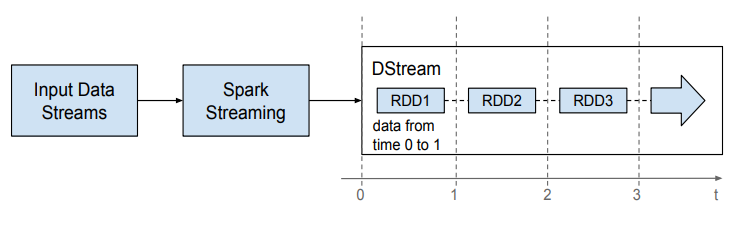 Input Data
Streams
Spark
Streaming
DStream
RDD1
RDD2
RDD3
data from
time 0 to 1
0
1
2
3
t